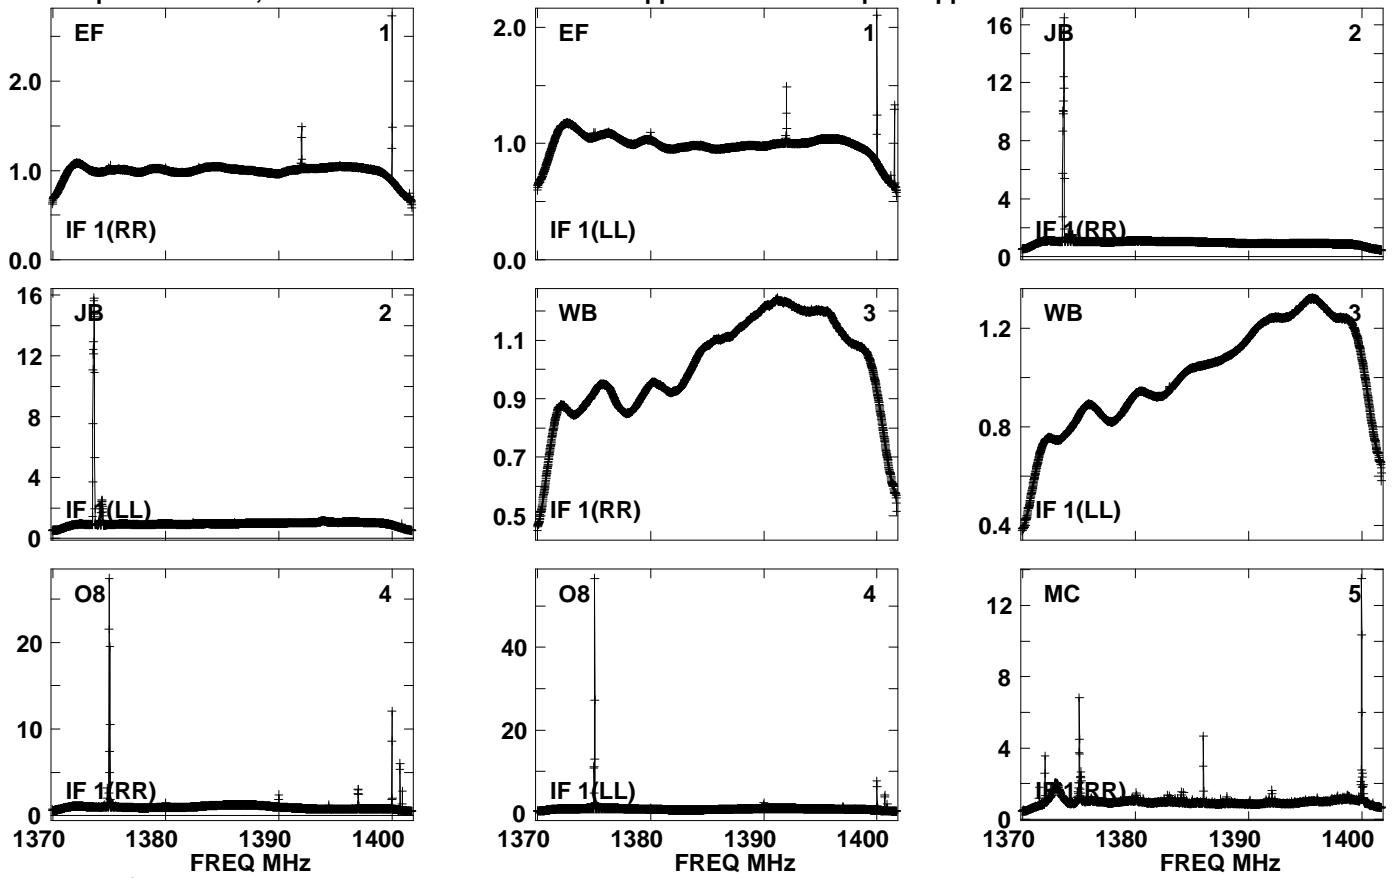 EF 1
2.0
1.0
0.0
IF 1(RR)
EF 1
2.0
1.0
0.0
IF 1(LL)
JB 2
16
12
8
4
0
IF 1(RR)
JB 2
16
12
8
4
0
IF 1(LL)
WB 3
1.1
0.9
0.7
0.5
IF 1(RR)
WB 3
1.2
0.8
0.4
IF 1(LL)
O8 4
20
10
0
IF 1(RR)
1370 1380 1390 1400
FREQ MHz
O8 4
40
20
0
IF 1(LL)
1370 1380 1390 1400
FREQ MHz
MC 5
12
8
4
0
IF 1(RR)
1370 1380 1390 1400
FREQ MHz